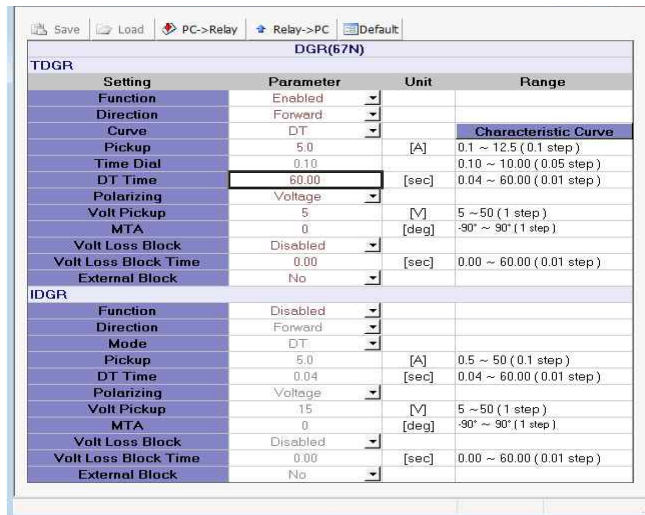 Save Load PC->Relay Relay->PC Default
DGR(67N)
TDGR
Setting Parameter Unit Range
Function Enabled
Direction Forward
Curve DT Characteristic Curve
Pickup 5.0 [A] 0.1 ~ 12.5 ( 0.1 step )
Time Dial 0.10 0.10 ~ 10.00 ( 0.05 step )
DT Time 60.00 [sec] 0.04 ~ 60.00 ( 0.01 step )
Polarizing Voltage
Volt Pickup 5 [V] 5 ~50 ( 1 step )
MTA 0 [deg] -90° ~ 90° ( 1 step )
Volt Loss Block Disabled
Volt Loss Block Time 0.00 [sec] 0.00 ~ 60.00 ( 0.01 step )
External Block No
IDGR
Function Disabled
Direction Forward
Mode DT
Pickup 5.0 [A] 0.5 ~ 50 ( 0.1 step )
DT Time 0.04 [sec] 0.04 ~ 60.00 ( 0.01 step )
Polarizing Voltage
Volt Pickup 15 [V] 5 ~50 ( 1 step )
MTA 0 [deg] -90° ~ 90° ( 1 step )
Volt Loss Block Disabled
Volt Loss Block Time 0.00 [sec] 0.00 ~ 60.00 ( 0.01 step )
External Block No